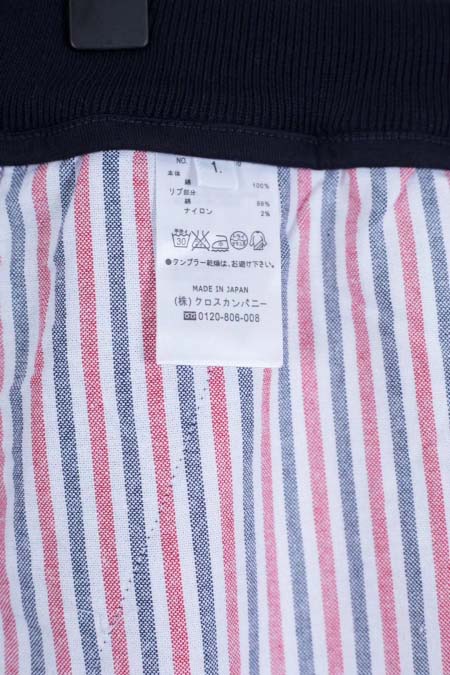 NO. 1.
本体
綿 100%
リブ部分
綿 98%
ナイロン 2%
30
●タンブラー乾燥は、お避け下さい。
MADE IN JAPAN
(株)クロスカンパニー
0120-806-008